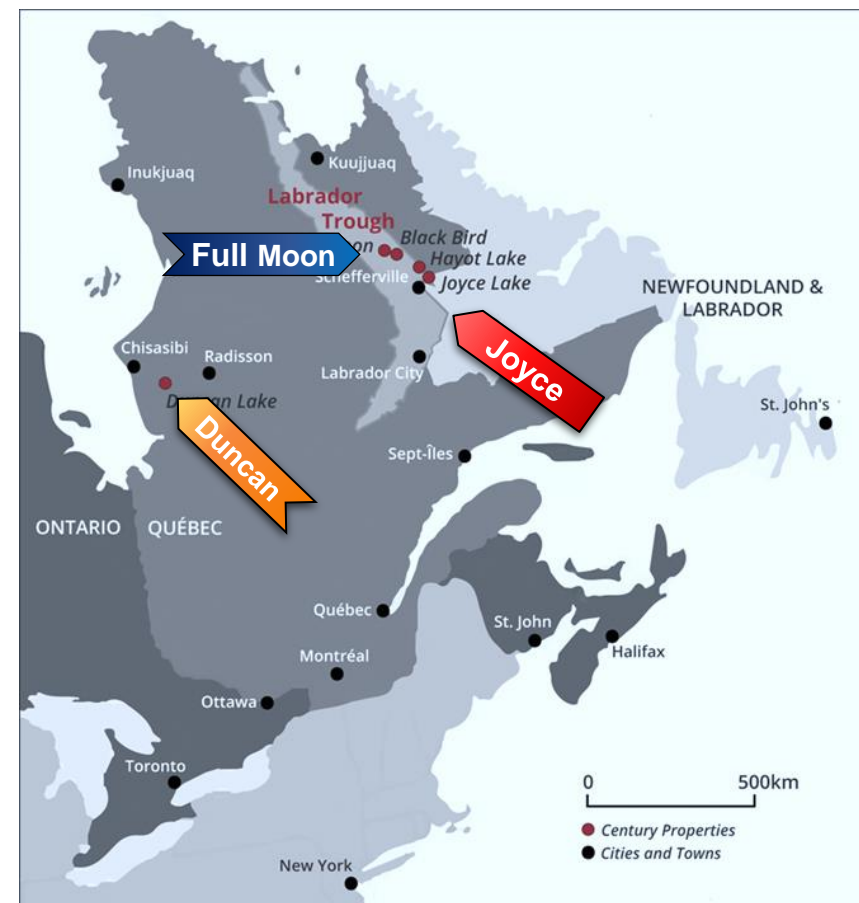 Inukjuaq
Kuujjuaq
Labrador
Trough
Black Bird
Full Moon
Hayot Lake
Joyce Lake
Schefferville
NEWFOUNDLAND &
LABRADOR
Chisasibi
Radisson
Labrador City
Joyce
Duncan Lake
St. John's
Duncan
Sept-Îles
ONTARIO
QUÉBEC
Québec
St. John
Halifax
Montréal
Ottawa
Toronto
0
500km
Century Properties
Cities and Towns
New York